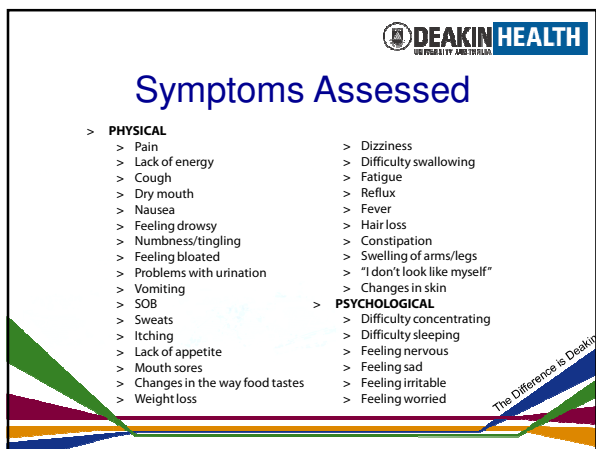 DEAKIN HEALTH
UNIVERSITY AUSTRALIA
Symptoms Assessed
> PHYSICAL
> Pain
> Lack of energy
> Cough
> Dry mouth
> Nausea
> Feeling drowsy
> Numbness/tingling
> Feeling bloated
> Problems with urination
> Vomiting
> SOB
> Sweats
> Itching
> Lack of appetite
> Mouth sores
> Changes in the way food tastes
> Weight loss
> Dizziness
> Difficulty swallowing
> Fatigue
> Reflux
> Fever
> Hair loss
> Constipation
> Swelling of arms/legs
> "I don't look like myself"
> Changes in skin
> PSYCHOLOGICAL
> Difficulty concentrating
> Difficulty sleeping
> Feeling nervous
> Feeling sad
> Feeling irritable
> Feeling worried
The Difference is Deakin